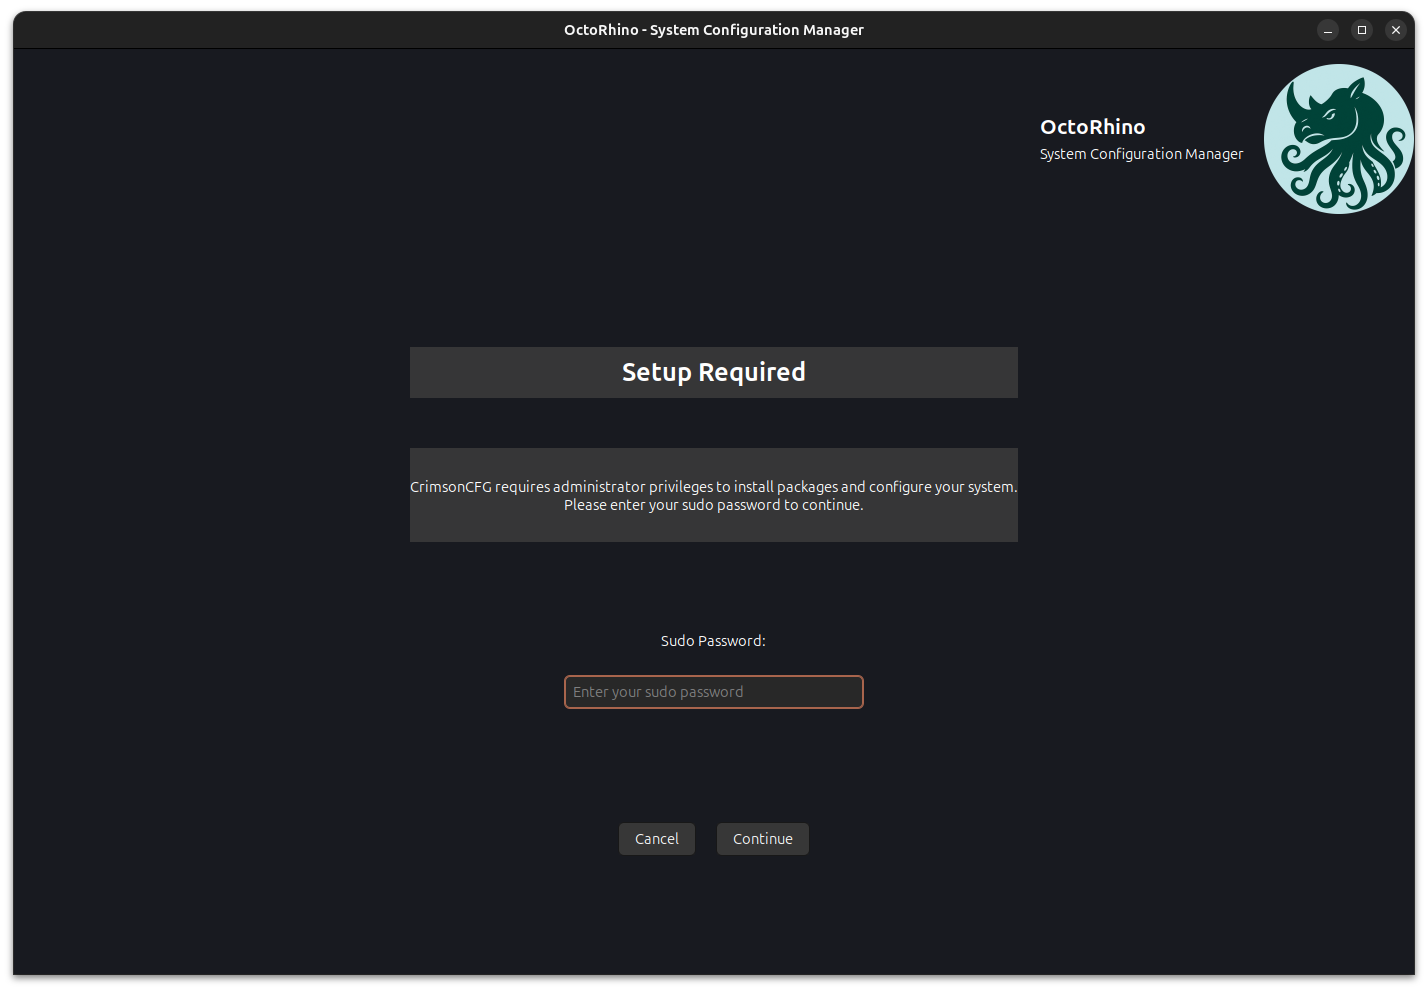 OctoRhino - System Configuration Manager
OctoRhino
System Configuration Manager
Setup Required
CrimsonCFG requires administrator privileges to install packages and configure your system.
Please enter your sudo password to continue.
Sudo Password:
Enter your sudo password
Cancel
Continue